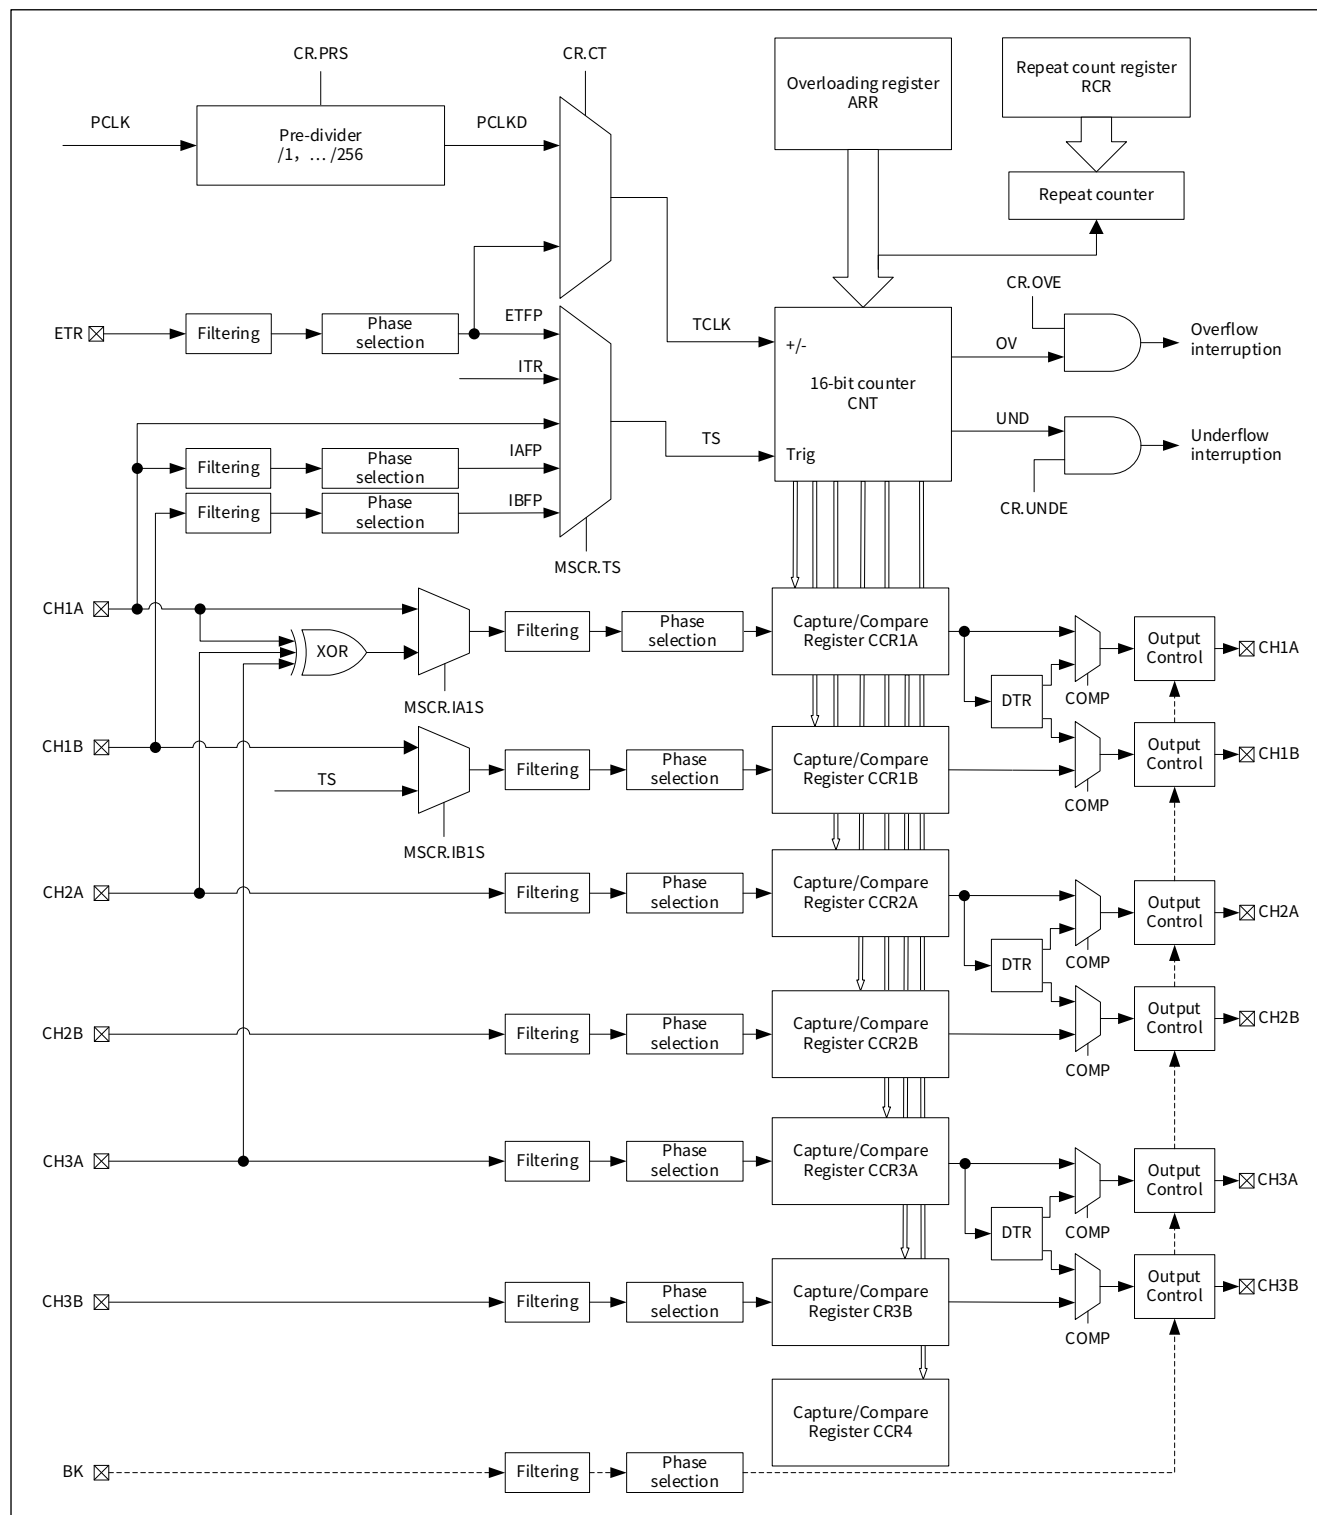 CR.PRS
CR.CT
Overloading register
ARR
Repeat count register
RCR
PCLK
Pre-divider
/1，… /256
PCLKD
Repeat counter
CR.OVE
ETR
Filtering
Phase
selection
ETFP
ITR
TCLK
+/-
16-bit counter
CNT
OV
Overflow
interruption
UND
Underflow
interruption
CR.UNDE
Filtering
Phase
selection
IAFP
TS
Trig
Filtering
Phase
selection
IBFP
MSCR.TS
CH1A
XOR
MSCR.IA1S
Filtering
Phase
selection
Capture/Compare
Register CCR1A
DTR
COMP
Output
Control
CH1A
CH1B
TS
MSCR.IB1S
Filtering
Phase
selection
Capture/Compare
Register CCR1B
COMP
Output
Control
CH1B
CH2A
Filtering
Phase
selection
Capture/Compare
Register CCR2A
DTR
COMP
Output
Control
CH2A
CH2B
Filtering
Phase
selection
Capture/Compare
Register CCR2B
COMP
Output
Control
CH2B
CH3A
Filtering
Phase
selection
Capture/Compare
Register CCR3A
DTR
COMP
Output
Control
CH3A
CH3B
Filtering
Phase
selection
Capture/Compare
Register CR3B
COMP
Output
Control
CH3B
Capture/Compare
Register CCR4
BK
Filtering
Phase
selection